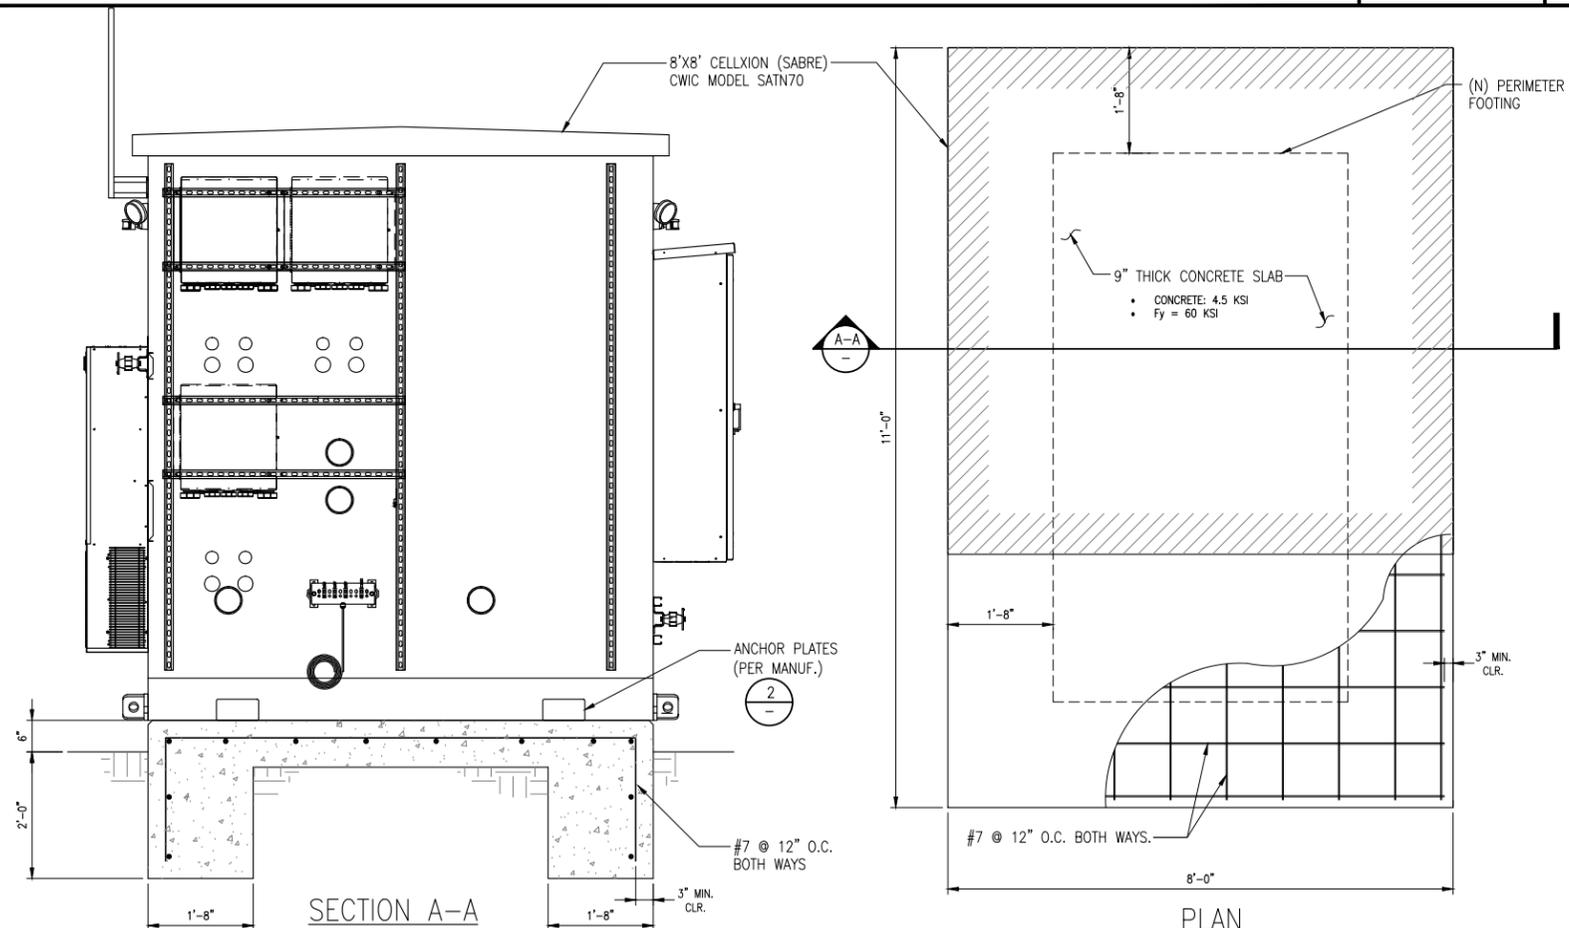 8'X8' CELLXION (SABRE)
CWIC MODEL SATN70
1'-8"
(N) PERIMETER
FOOTING
9" THICK CONCRETE SLAB
• CONCRETE: 4.5 KSI
• Fy = 60 KSI
A-A
-
11'-0"
1'-8"
3" MIN.
CLR.
ANCHOR PLATES
(PER MANUF.)
2
-
6"
2'-0"
#7 @ 12" O.C.
BOTH WAYS
#7 @ 12" O.C. BOTH WAYS.
3" MIN.
CLR.
8'-0"
1'-8"
SECTION A-A
1'-8"
PLAN